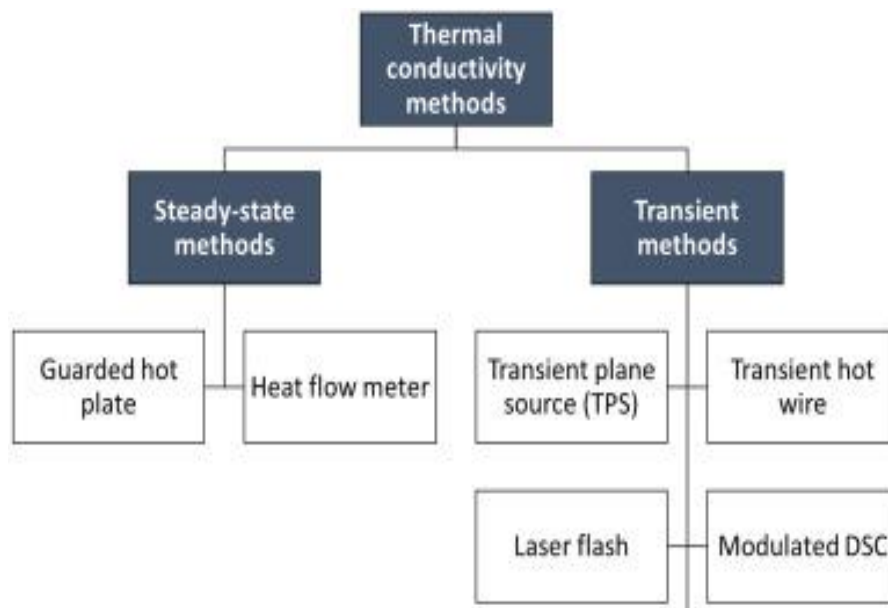 Thermal
conductivity
methods
Steady-state
methods
Transient
methods
Guarded hot
plate
Heat flow meter
Transient plane
source (TPS)
Transient hot
wire
Laser flash
Modulated DSC